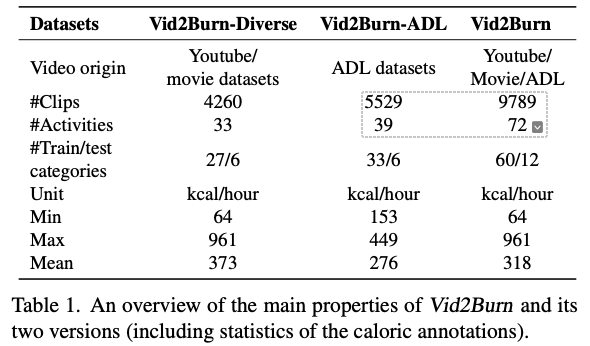 Datasets Vid2Burn-Diverse Vid2Burn-ADL Vid2Burn
Video origin Youtube/ movie datasets ADL datasets Youtube/ Movie/ADL
#Clips 4260 5529 9789
#Activities 33 39 72
#Train/test categories 27/6 33/6 60/12
Unit kcal/hour kcal/hour kcal/hour
Min 64 153 64
Max 961 449 961
Mean 373 276 318
Table 1. An overview of the main properties of Vid2Burn and its
two versions (including statistics of the caloric annotations).